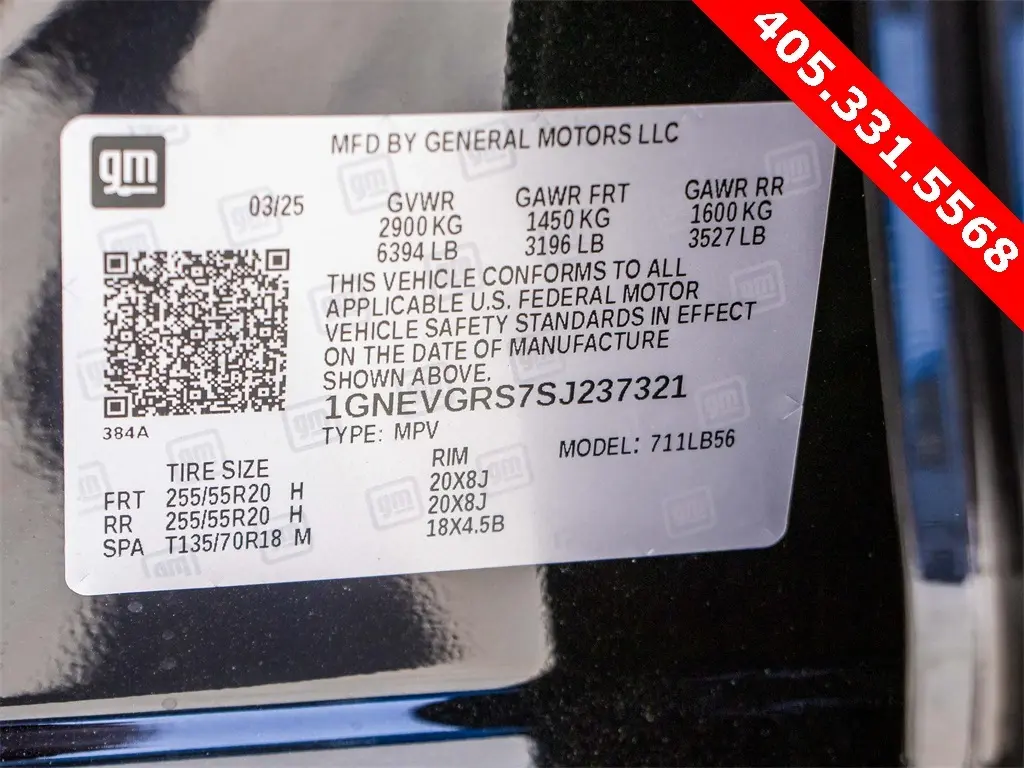 405.331.5568
gm
MFD BY GENERAL MOTORS LLC
03/25
GVWR GAWR FRT GAWR RR
2900 KG 1450 KG 1600 KG
6394 LB 3196 LB 3527 LB
THIS VEHICLE CONFORMS TO ALL
APPLICABLE U.S. FEDERAL MOTOR
VEHICLE SAFETY STANDARDS IN EFFECT
ON THE DATE OF MANUFACTURE
SHOWN ABOVE.
1GNEVGRS7SJ237321
384A
TYPE: MPV MODEL: 711LB56
TIRE SIZE RIM
FRT 255/55R20 H 20X8J
RR 255/55R20 H 20X8J
SPA T135/70R18 M 18X4.5B